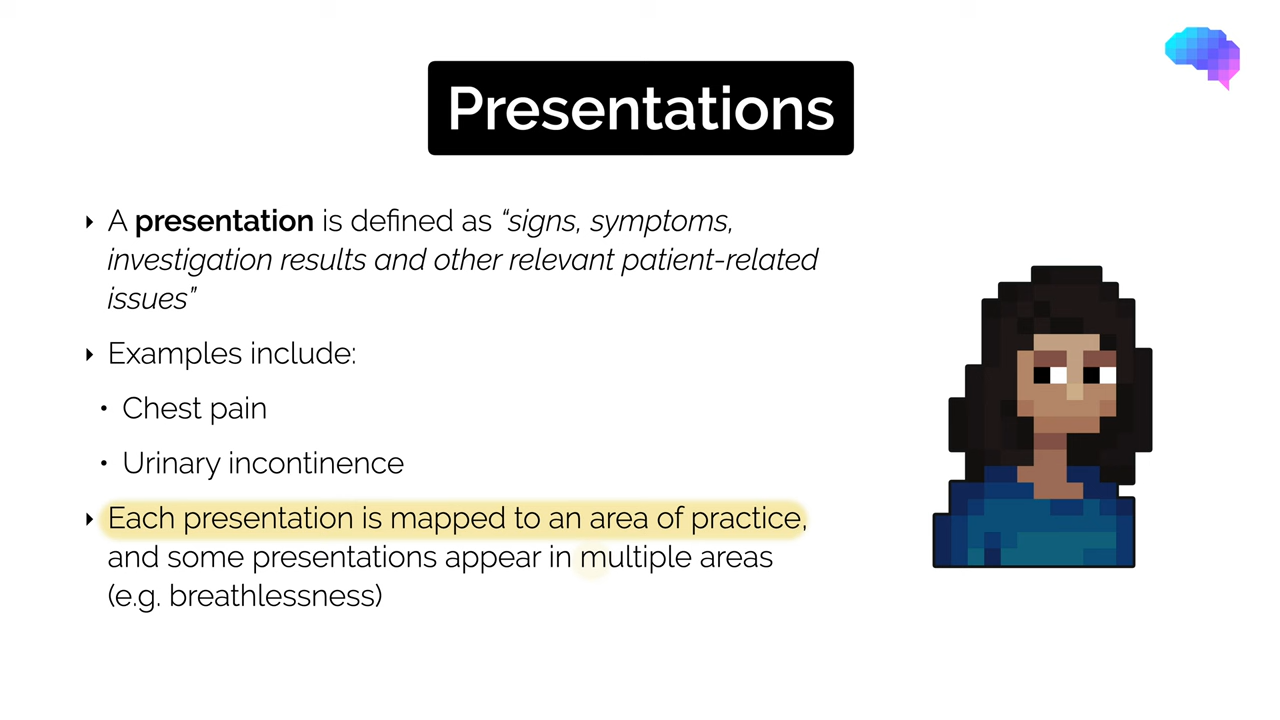 Presentations
A presentation is defined as “signs, symptoms,
investigation results and other relevant patient-related
issues”
Examples include:
Chest pain
Urinary incontinence
Each presentation is mapped to an area of practice,
and some presentations appear in multiple areas
(e.g. breathlessness)